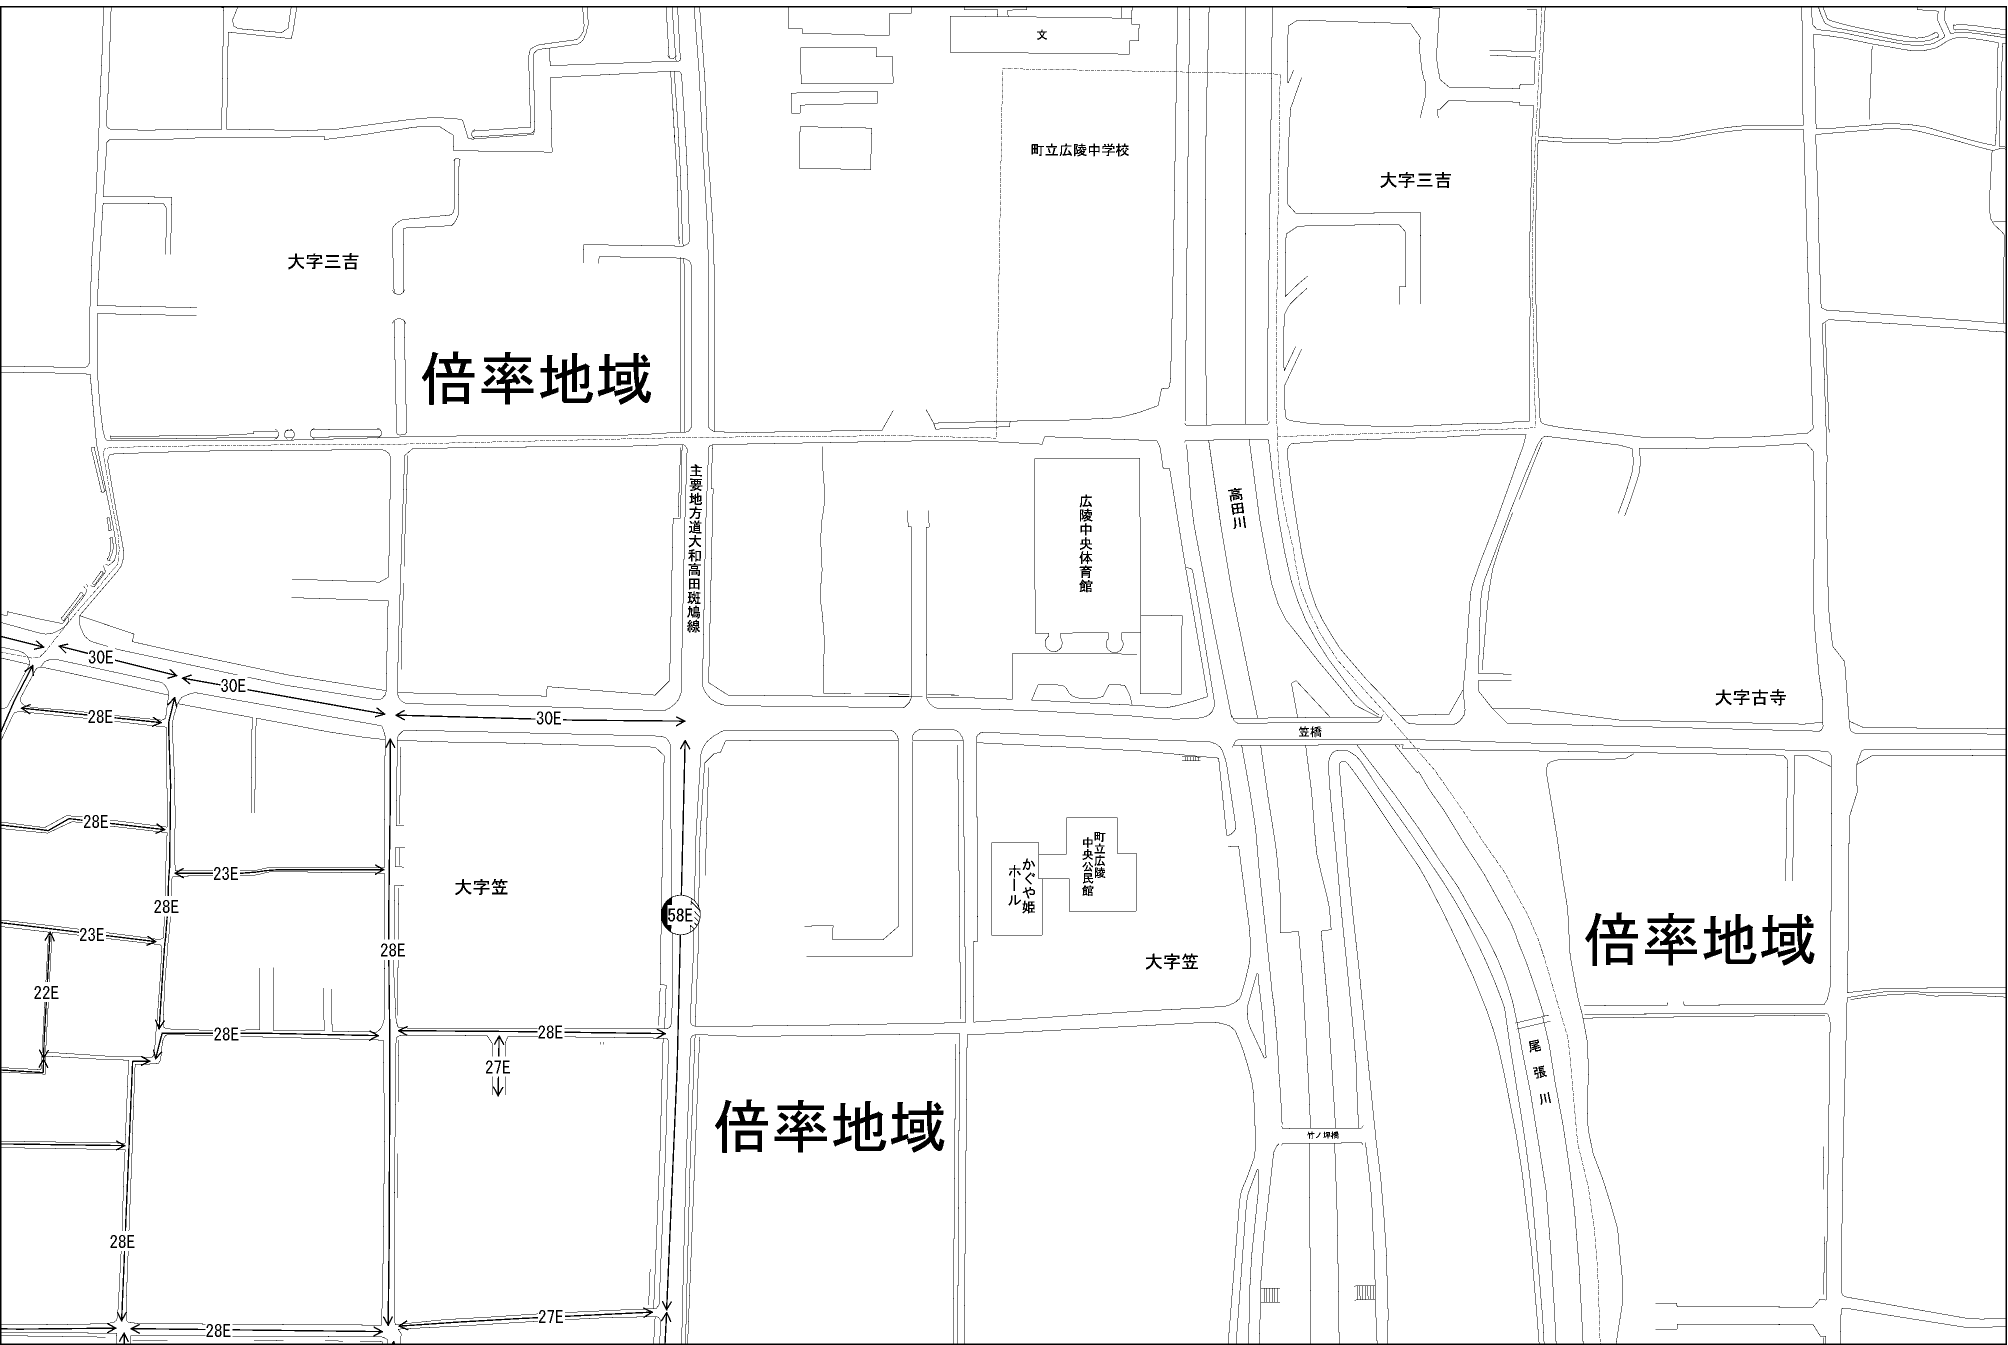 文
町立広陵中学校
大字三吉
大字三吉
倍率地域
主要地方道大和高田斑鳩線
高田川
広陵中央体育館
30E
30E
30E
28E
大字古寺
笠橋
28E
23E
28E
大字笠
58E
町立広陵
中央公民館
かぐや姫
ホール
23E
28E
大字笠
倍率地域
22E
28E
28E
27E
尾張川
倍率地域
竹ノ坪橋
28E
28E
27E